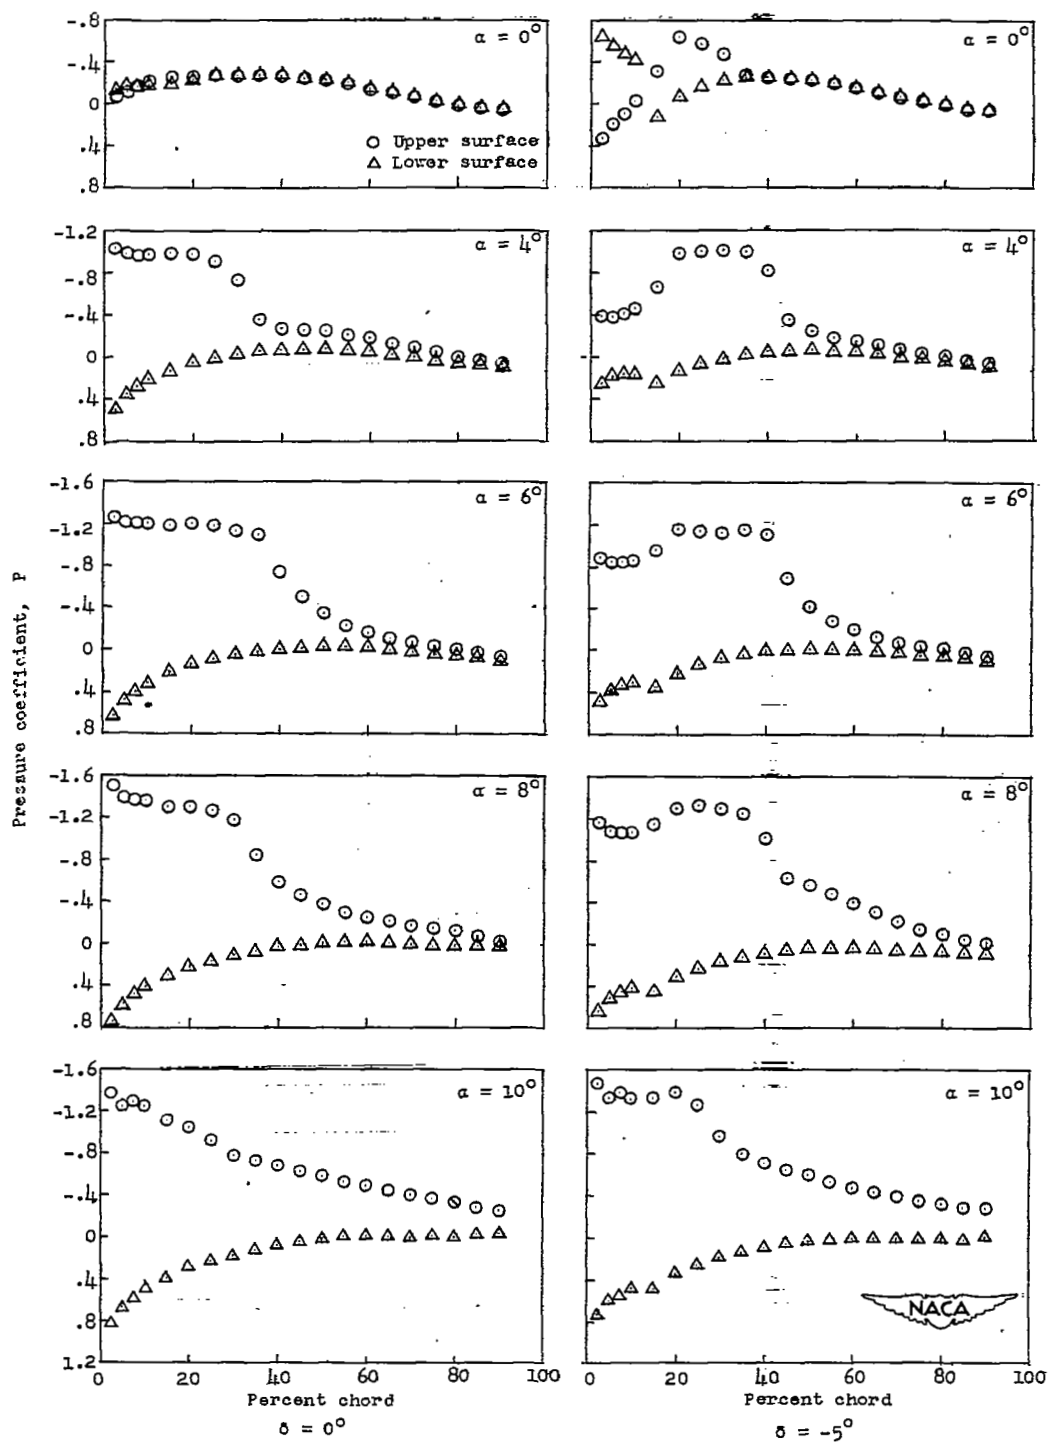 -.8
α = 0°
α = 0°
-.4
0
.4
○ Upper surface
△ Lower surface
.8
-1.2
α = 4°
α = 4°
-.8
-.4
0
.4
.8
-1.6
α = 6°
α = 6°
-1.2
-.8
-.4
0
.4
.8
Pressure coefficient, P
-1.6
α = 8°
α = 8°
-1.2
-.8
-.4
0
.4
.8
-1.6
α = 10°
α = 10°
-1.2
-.8
-.4
0
.4
.8
1.2
NACA
0 20 40 60 80 100
0 20 40 60 80 100
Percent chord
Percent chord
δ = 0°
δ = -5°